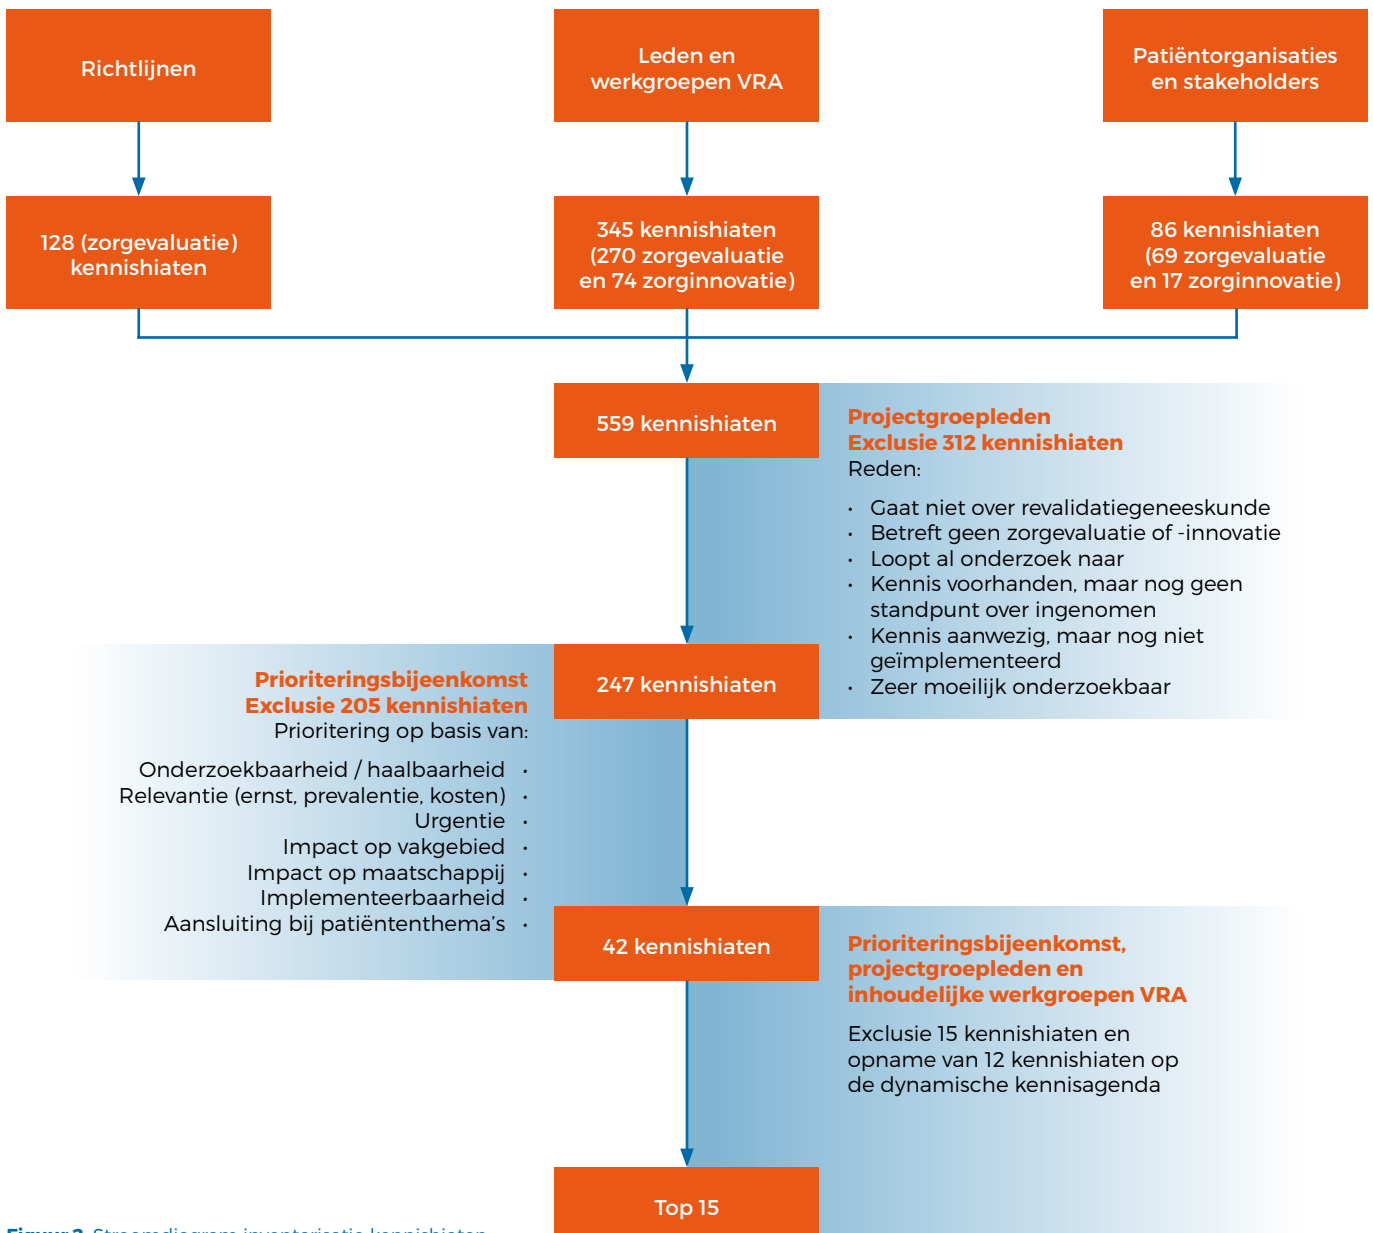 Richtlijnen
Leden en
werkgroepen VRA
Patiëntorganisaties
en stakeholders
128 (zorgevaluatie)
kennishiaten
345 kennishiaten
(270 zorgevaluatie
en 74 zorginnovatie)
86 kennishiaten
(69 zorgevaluatie
en 17 zorginnovatie)
559 kennishiaten
Projectgroepleden
Exclusie 312 kennishiaten
Reden:
· Gaat niet over revalidatiegeneeskunde
· Betreft geen zorgevaluatie of -innovatie
· Loopt al onderzoek naar
· Kennis voorhanden, maar nog geen
standpunt over ingenomen
· Kennis aanwezig, maar nog niet
geïmplementeerd
· Zeer moeilijk onderzoekbaar
247 kennishiaten
Prioriteringsbijeenkomst
Exclusie 205 kennishiaten
Prioritering op basis van:
Onderzoekbaarheid / haalbaarheid ·
Relevantie (ernst, prevalentie, kosten) ·
Urgentie ·
Impact op vakgebied ·
Impact op maatschappij ·
Implementeerbaarheid ·
Aansluiting bij patiëntenthema's ·
42 kennishiaten
Prioriteringsbijeenkomst,
projectgroepleden en
inhoudelijke werkgroepen VRA
Exclusie 15 kennishiaten en
opname van 12 kennishiaten op
de dynamische kennisagenda
Top 15
Stroomdiagram inventarisatie kennishiaten